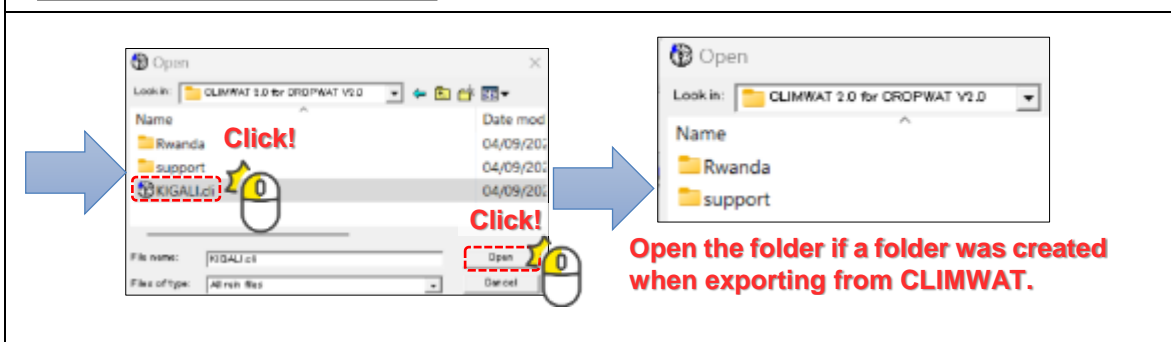 Open
Look in: CLIMWAT 2.0 for CROPWAT V2.0
Name Date mod
Rwanda 04/09/202
support 04/09/202
KIGALI.cli 04/09/202
Click!
Click!
File name: KIGALI.cli Open
Files of type: All rain files Cancel
Open
Look in: CLIMWAT 2.0 for CROPWAT V2.0
Name
Rwanda
support
Open the folder if a folder was created
when exporting from CLIMWAT.